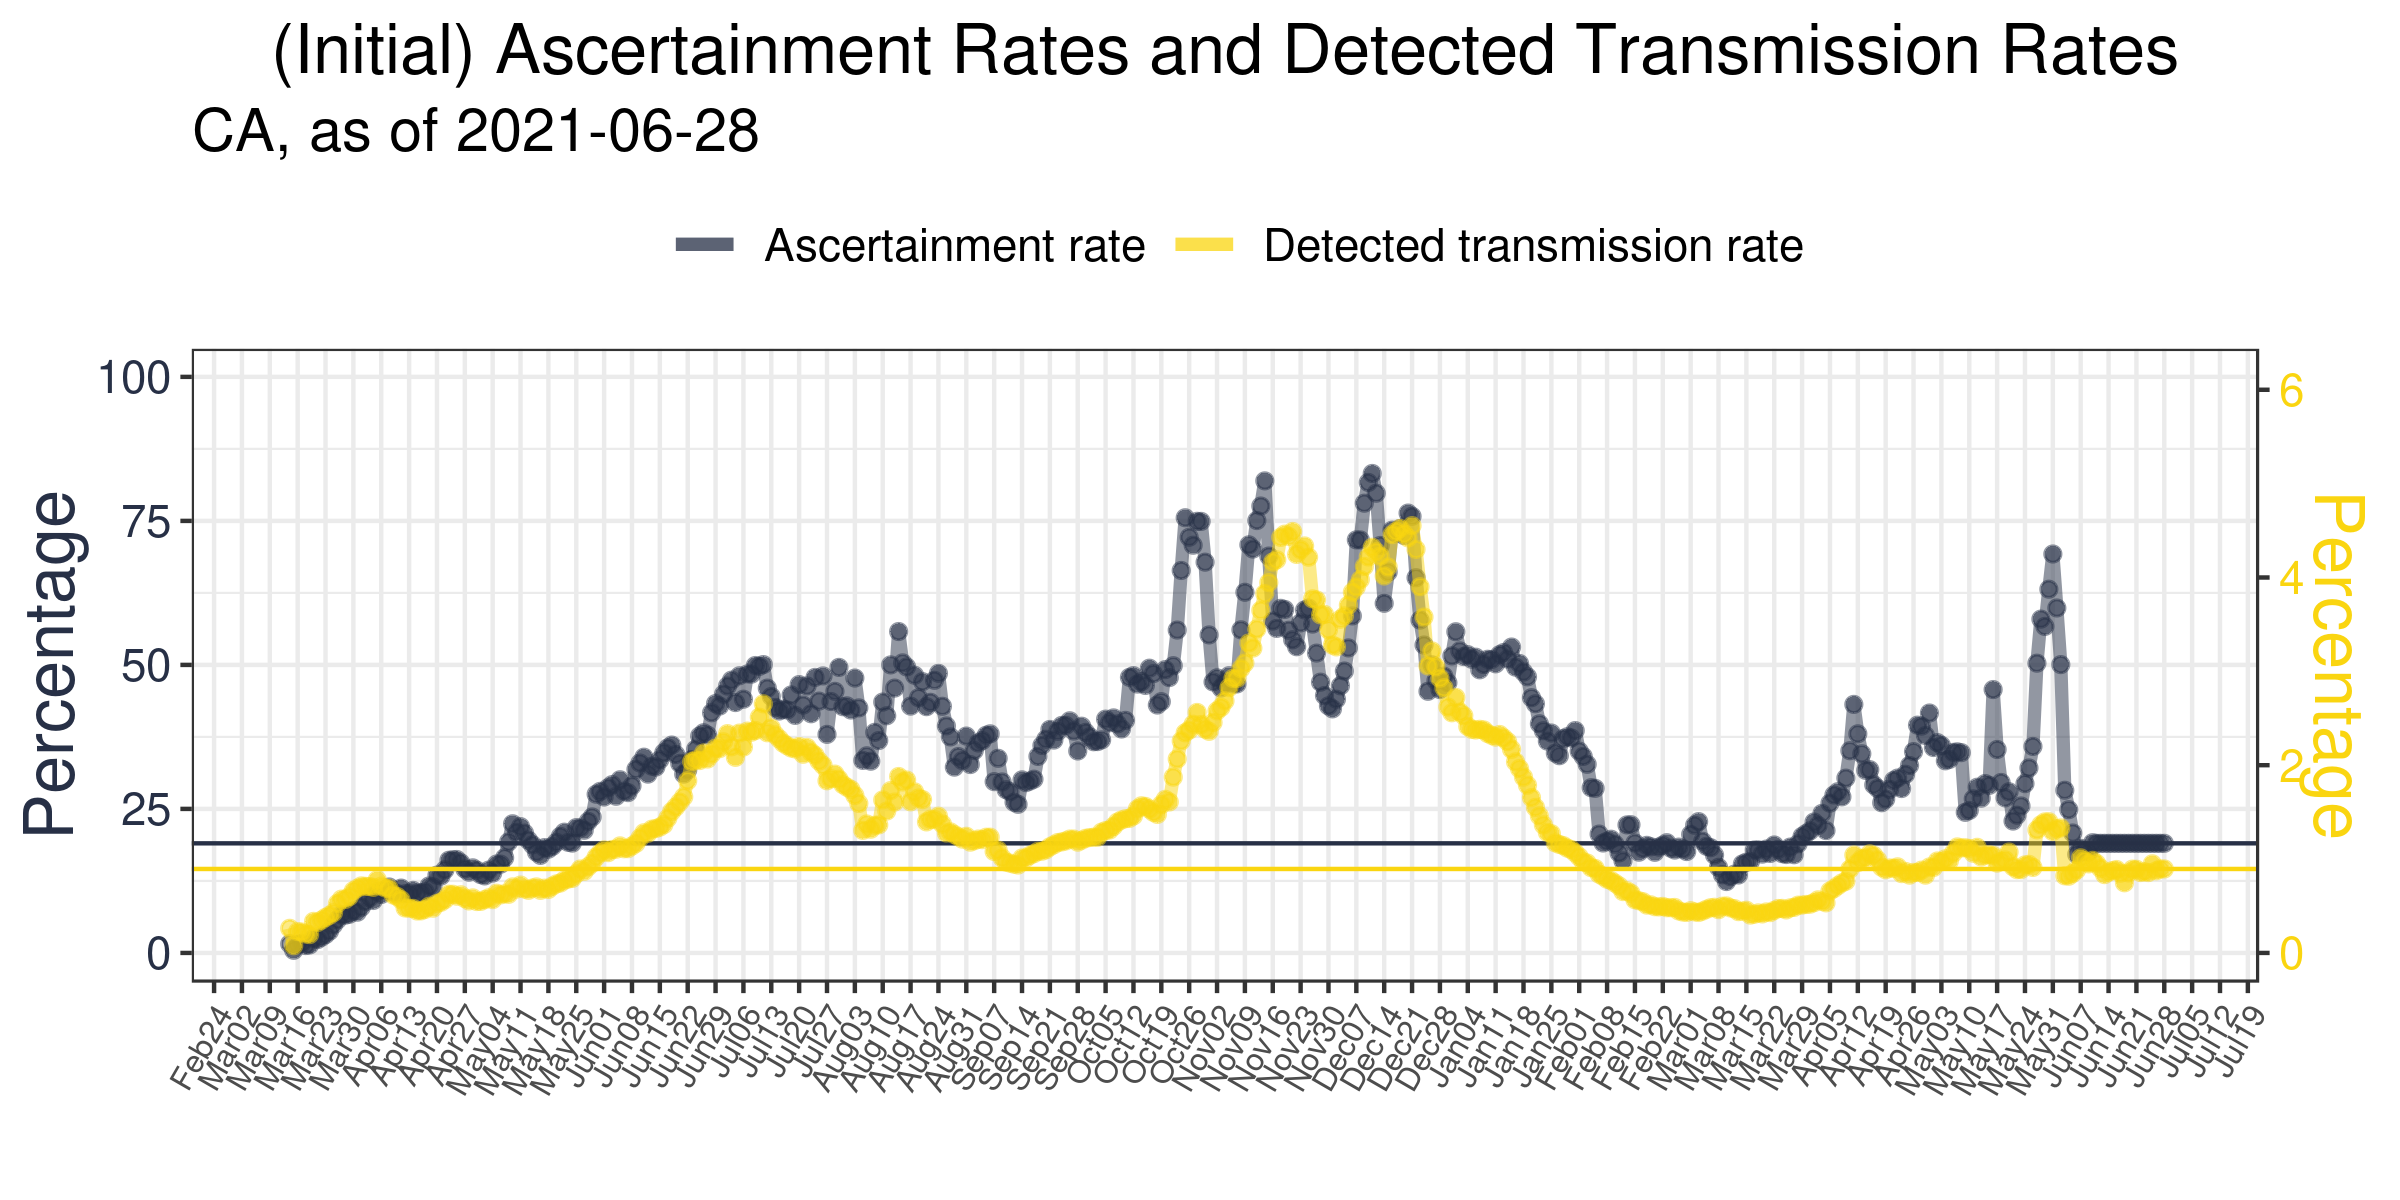 (Initial) Ascertainment Rates and Detected Transmission Rates
CA, as of 2021-06-28
Ascertainment rate
Detected transmission rate
Percentage
100
75
50
25
0
6
4
2
0
Percentage
Feb24
Mar02
Mar09
Mar16
Mar23
Mar30
Apr06
Apr13
Apr20
Apr27
May04
May11
May18
May25
Jun01
Jun08
Jun15
Jun22
Jun29
Jul06
Jul13
Jul20
Jul27
Aug03
Aug10
Aug17
Aug24
Aug31
Sep07
Sep14
Sep21
Sep28
Oct05
Oct12
Oct19
Oct26
Nov02
Nov09
Nov16
Nov23
Nov30
Dec07
Dec14
Dec21
Dec28
Jan04
Jan11
Jan18
Jan25
Feb01
Feb08
Feb15
Feb22
Mar01
Mar08
Mar15
Mar22
Mar29
Apr05
Apr12
Apr19
Apr26
May03
May10
May17
May24
May31
Jun07
Jun14
Jun21
Jun28
Jul05
Jul12
Jul19